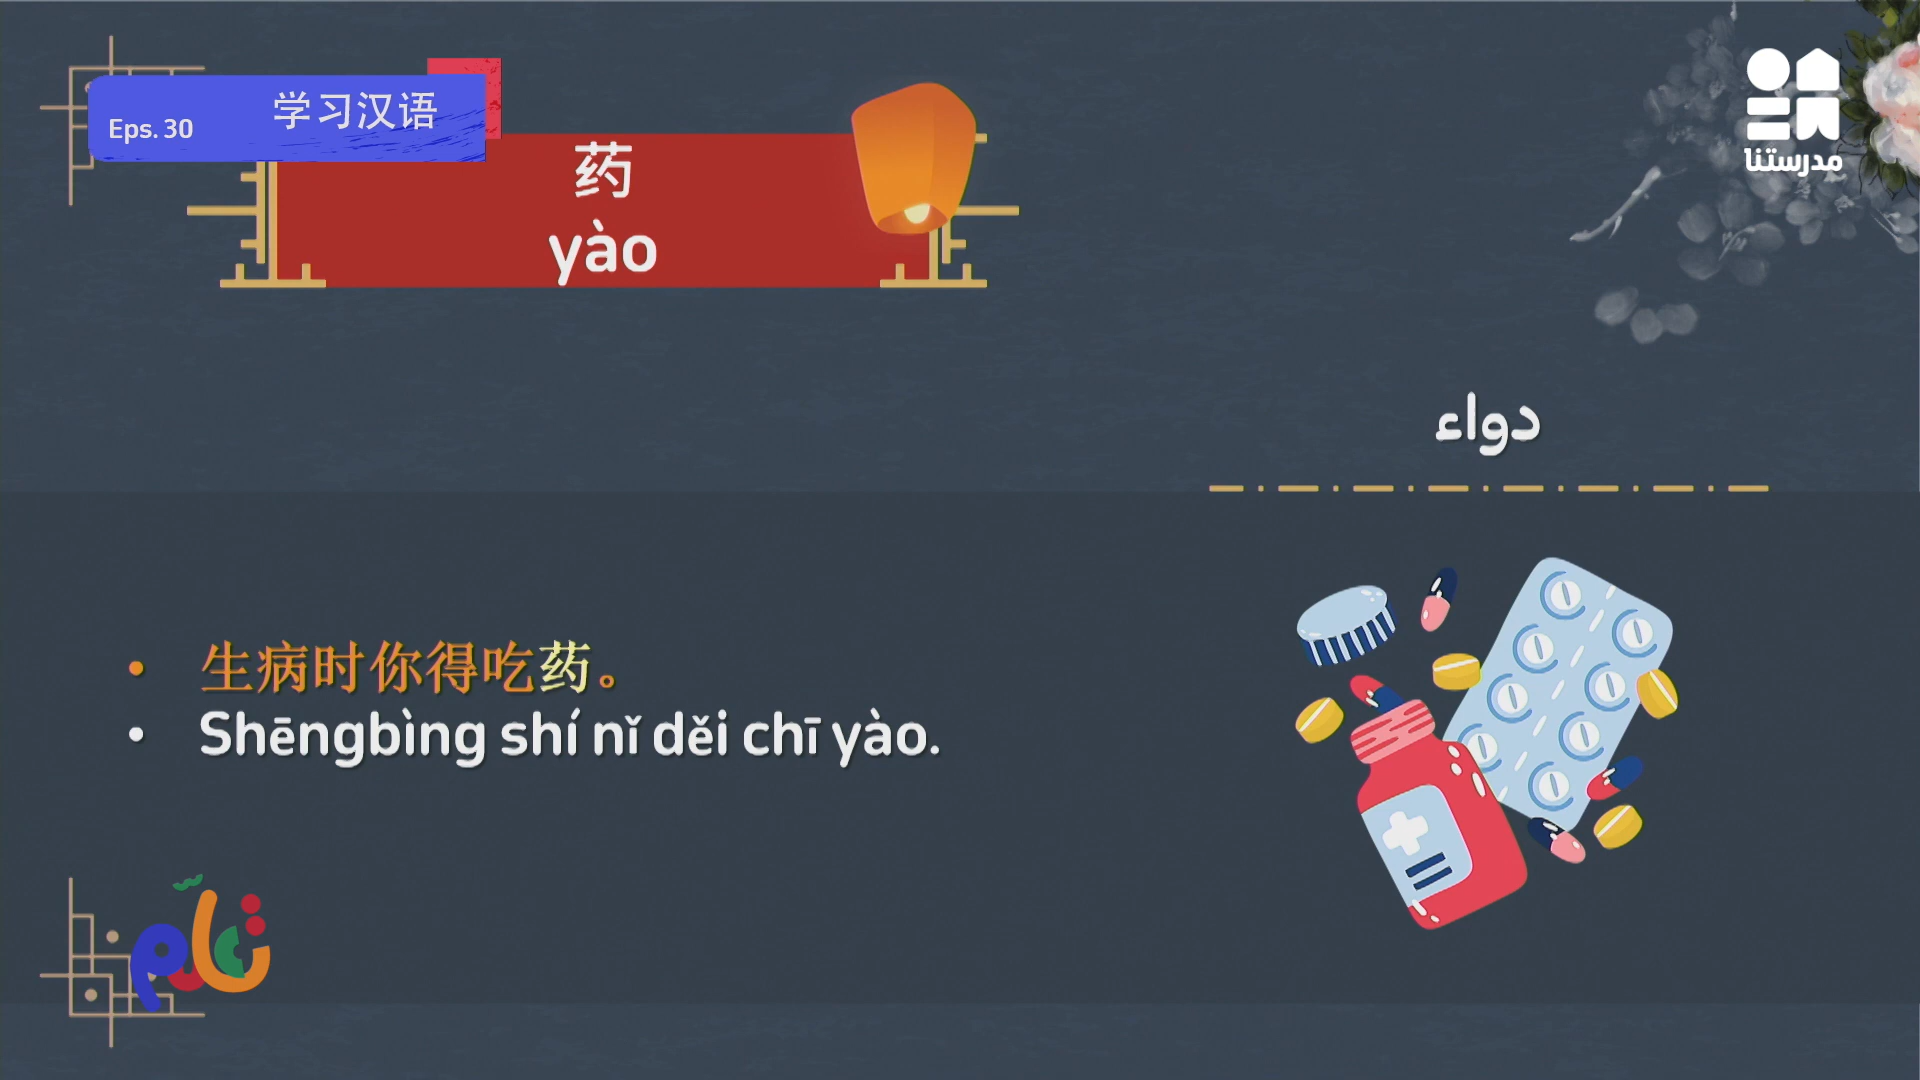 Eps. 30
学习汉语
药
yào
مدرستنا
دواء
• 生病时你得吃药。
• Shēngbìng shí nǐ děi chī yào.
نتكلم